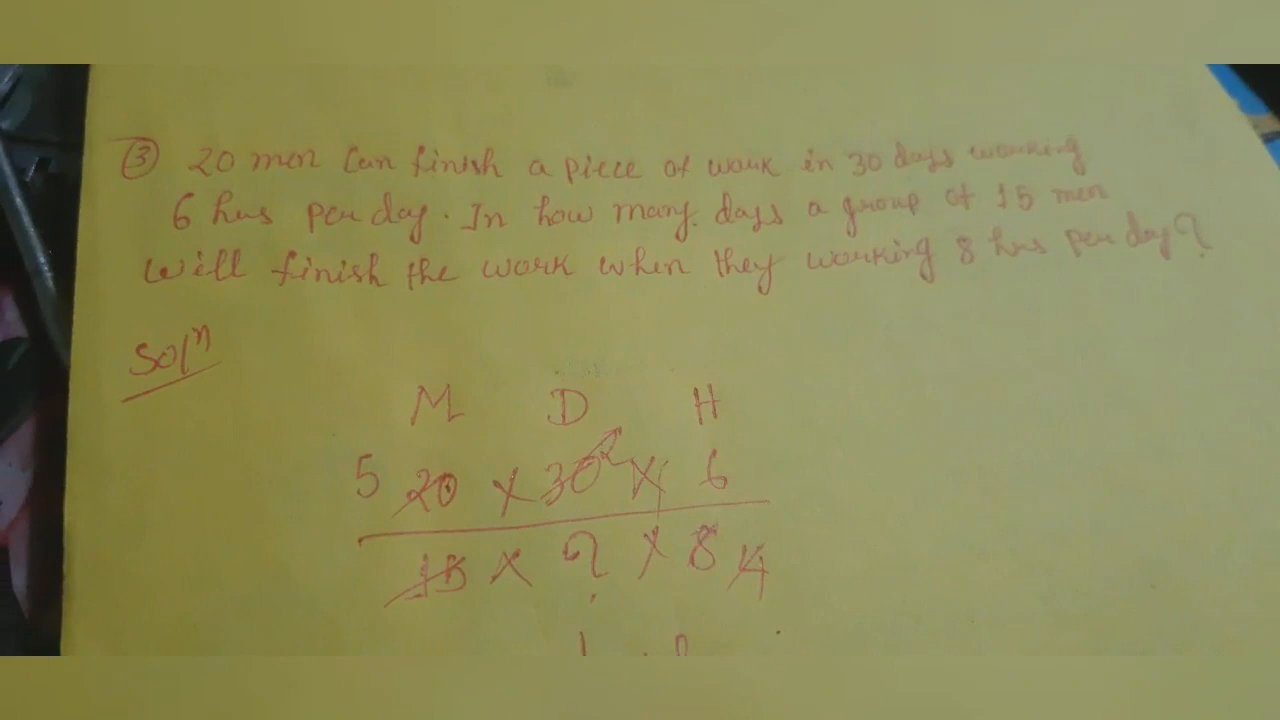 ③ 20 men can finish a piece of work in 30 days working
6 hrs per day. In how many days a group of 15 men
will finish the work when they working 8 hrs per day?
Solⁿ
M D H
5 20 × 30 2 × 6
15 × ? × 8 4